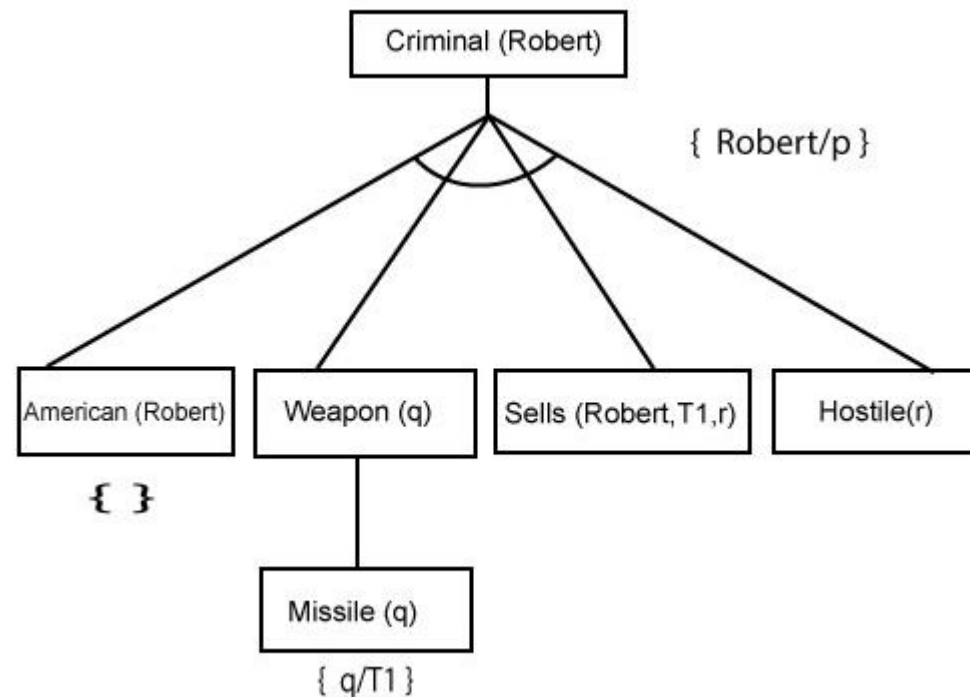 Criminal (Robert)
{ Robert/p }
American (Robert)
Weapon (q)
Sells (Robert,T1,r)
Hostile(r)
{ }
Missile (q)
{ q/T1 }